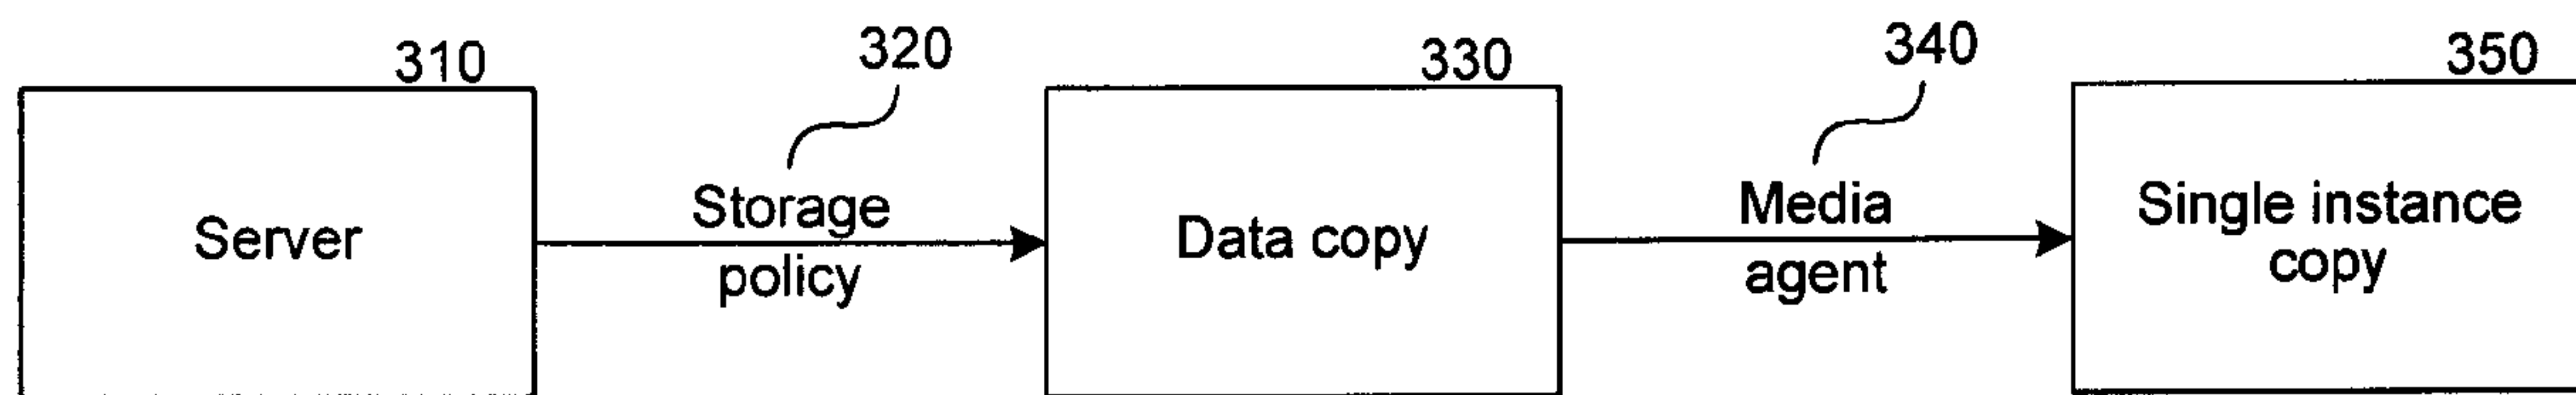 310
320
330
340
350
Server
Storage
policy
Data copy
Media
agent
Single instance
copy